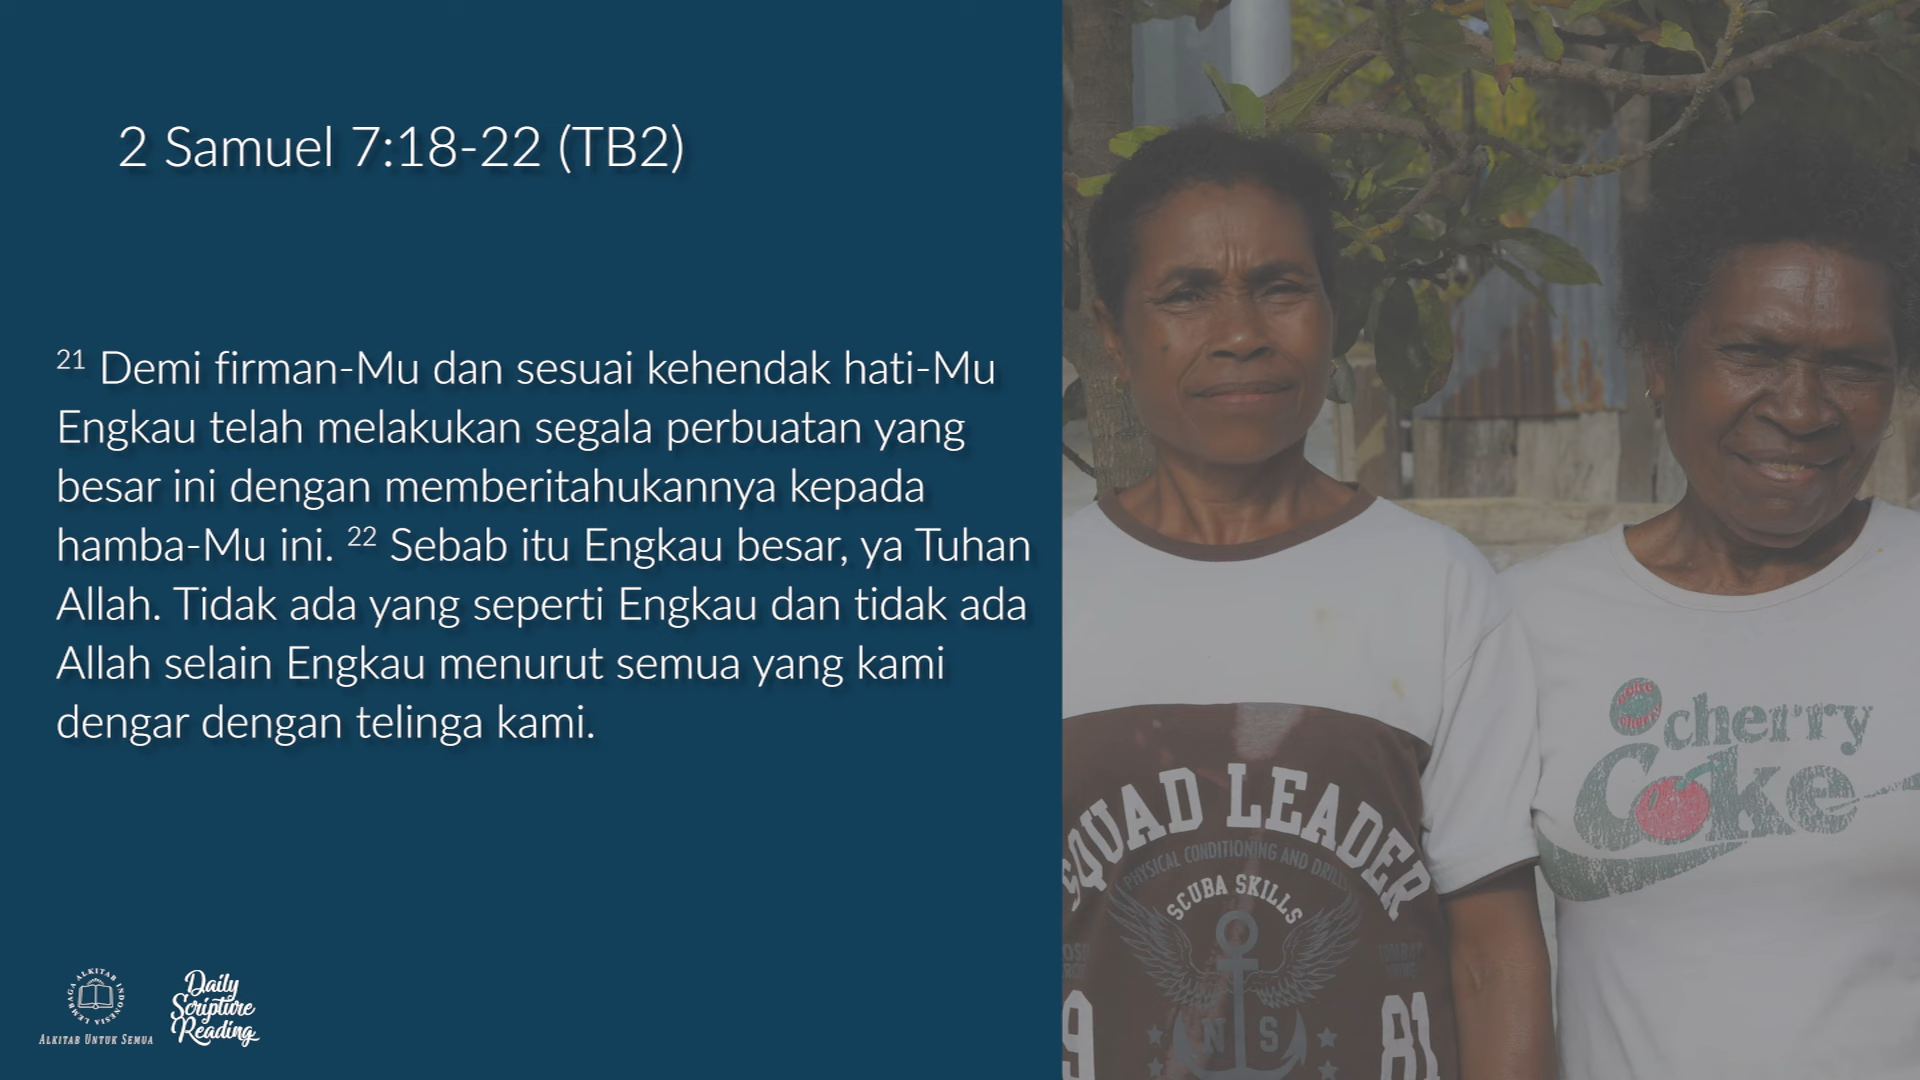 2 Samuel 7:18-22 (TB2)
21 Demi firman-Mu dan sesuai kehendak hati-Mu
Engkau telah melakukan segala perbuatan yang
besar ini dengan memberitahukannya kepada
hamba-Mu ini. 22 Sebab itu Engkau besar, ya Tuhan
Allah. Tidak ada yang seperti Engkau dan tidak ada
Allah selain Engkau menurut semua yang kami
dengar dengan telinga kami.
LEMBAGA ALKITAB INDONESIA
ALKITAB UNTUK SEMUA
Daily
Scripture
Reading
SQUAD LEADER
PHYSICAL CONDITIONING AND
SCUBA SKILLS
N S
9 81
cherry
Coke